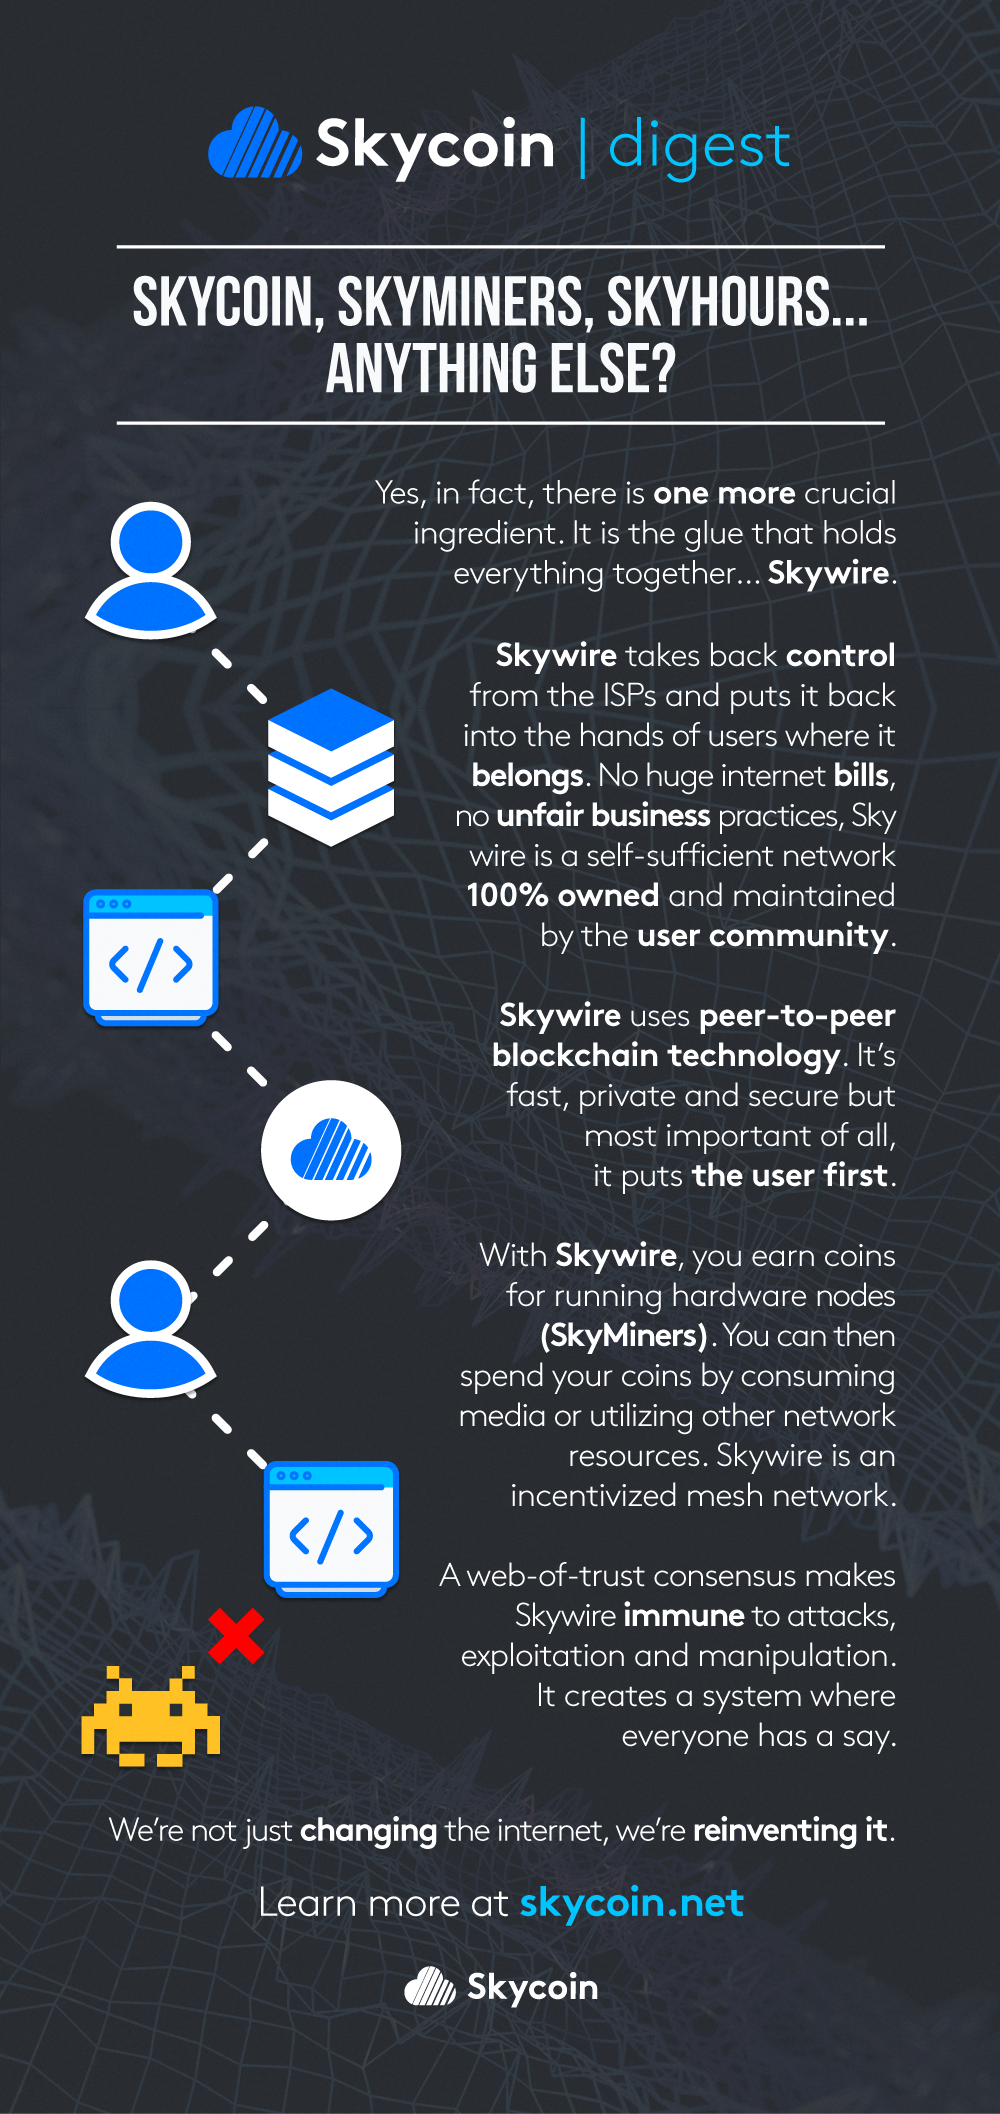 Skycoin | digest
SKYCOIN, SKYMINERS, SKYHOURS...
ANYTHING ELSE?
Yes, in fact, there is one more crucial
ingredient. It is the glue that holds
everything together... Skywire.
Skywire takes back control
from the ISPs and puts it back
into the hands of users where it
belongs. No huge internet bills,
no unfair business practices, Sky
wire is a self-sufficient network
100% owned and maintained
by the user community.
Skywire uses peer-to-peer
blockchain technology. It's
fast, private and secure but
most important of all,
it puts the user first.
With Skywire, you earn coins
for running hardware nodes
(SkyMiners). You can then
spend your coins by consuming
media or utilizing other network
resources. Skywire is an
incentivized mesh network.
A web-of-trust consensus makes
Skywire immune to attacks,
exploitation and manipulation.
It creates a system where
everyone has a say.
We're not just changing the internet, we're reinventing it.
Learn more at skycoin.net
Skycoin